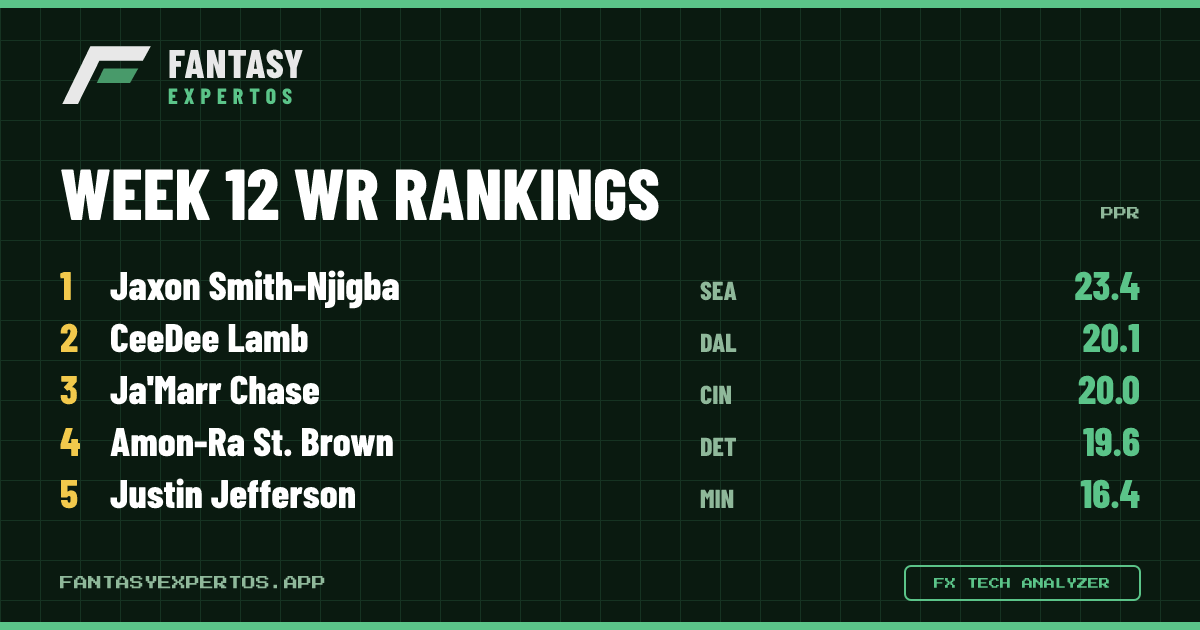 FANTASY
EXPERTOS
WEEK 12 WR RANKINGS
PPR
1 Jaxon Smith-Njigba SEA 23.4
2 CeeDee Lamb DAL 20.1
3 Ja'Marr Chase CIN 20.0
4 Amon-Ra St. Brown DET 19.6
5 Justin Jefferson MIN 16.4
FANTASYEXPERTOS.APP
FX TECH ANALYZER